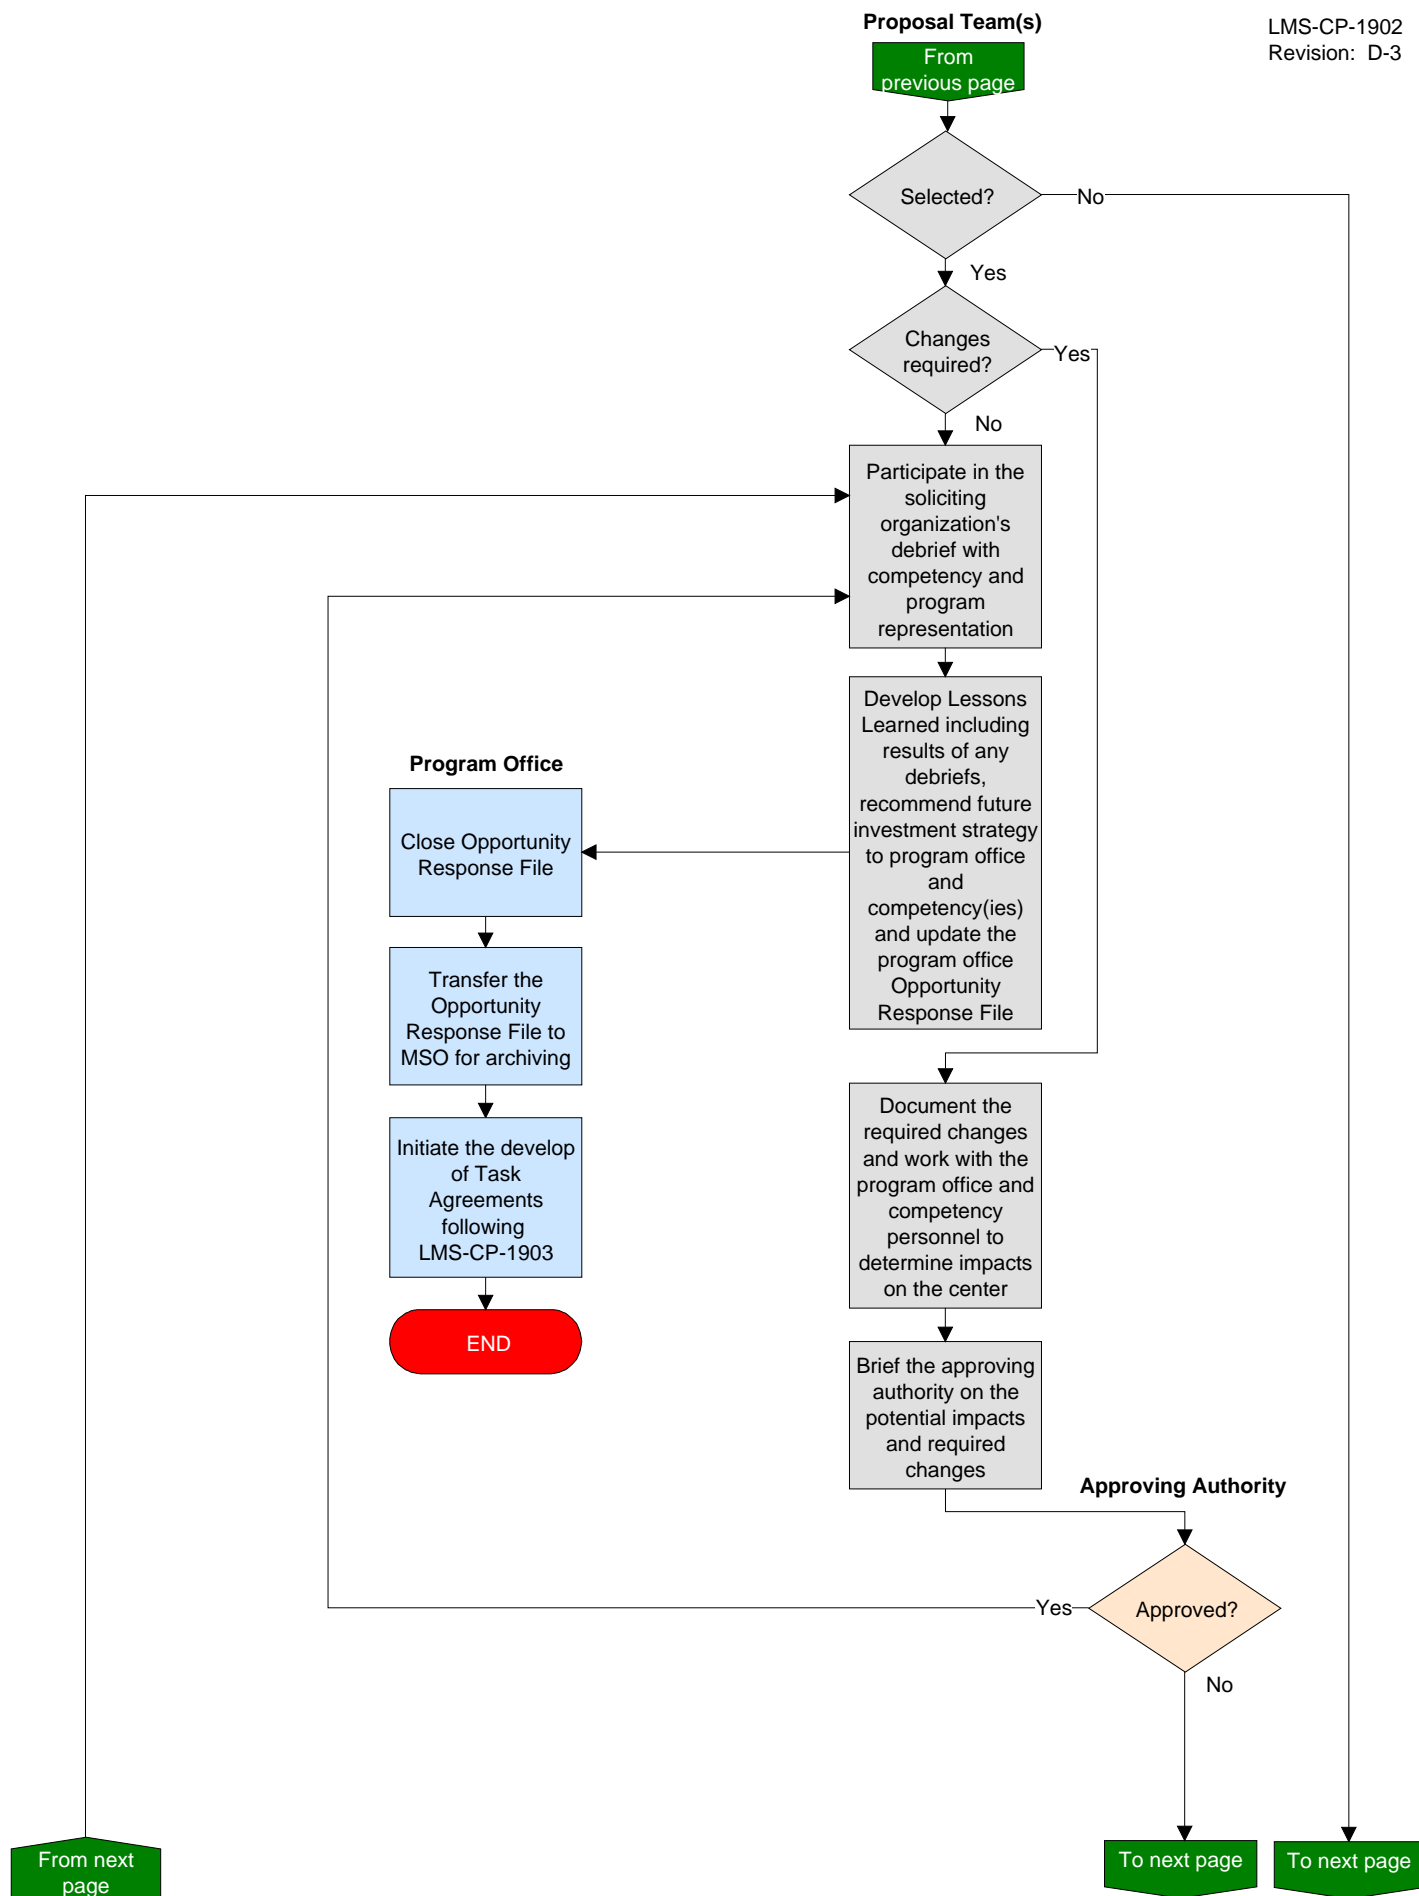 Proposal Team(s)
LMS-CP-1902
Revision:  D-3
From
previous page
Selected?
No
Yes
Changes
required?
Yes
No
Participate in the
soliciting
organization's
debrief with
competency and
program
representation
Develop Lessons
Learned including
results of any
debriefs,
recommend future
investment strategy
to program office
and
competency(ies)
and update the
program office
Opportunity
Response File
Program Office
Close Opportunity
Response File
Transfer the
Opportunity
Response File to
MSO for archiving
Initiate the develop
of Task
Agreements
following
LMS-CP-1903
END
Document the
required changes
and work with the
program office and
competency
personnel to
determine impacts
on the center
Brief the approving
authority on the
potential impacts
and required
changes
Approving Authority
Approved?
Yes
No
From next
page
To next page
To next page